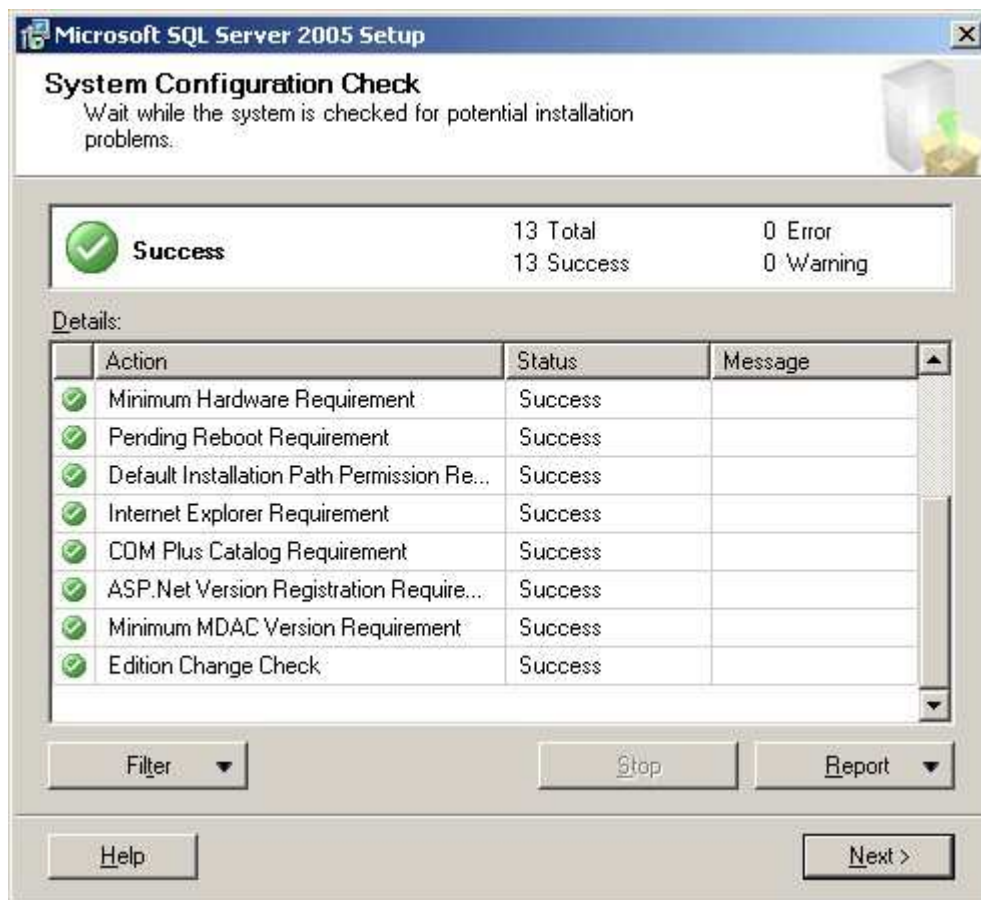 Microsoft SQL Server 2005 Setup
System Configuration Check
Wait while the system is checked for potential installation
problems.
Success
13 Total
0 Error
13 Success
0 Warning
Details:
Action Status Message
Minimum Hardware Requirement Success
Pending Reboot Requirement Success
Default Installation Path Permission Re... Success
Internet Explorer Requirement Success
COM Plus Catalog Requirement Success
ASP.Net Version Registration Require... Success
Minimum MDAC Version Requirement Success
Edition Change Check Success
Filter Stop Report
Help Next >